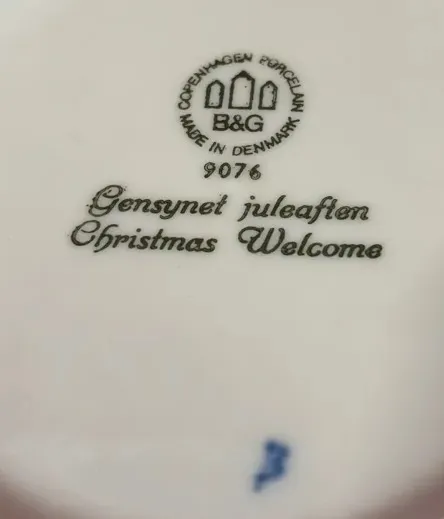 COPENHAGEN PORCELAIN
B&G
MADE IN DENMARK
9076
Gensynet juleaften
Christmas Welcome